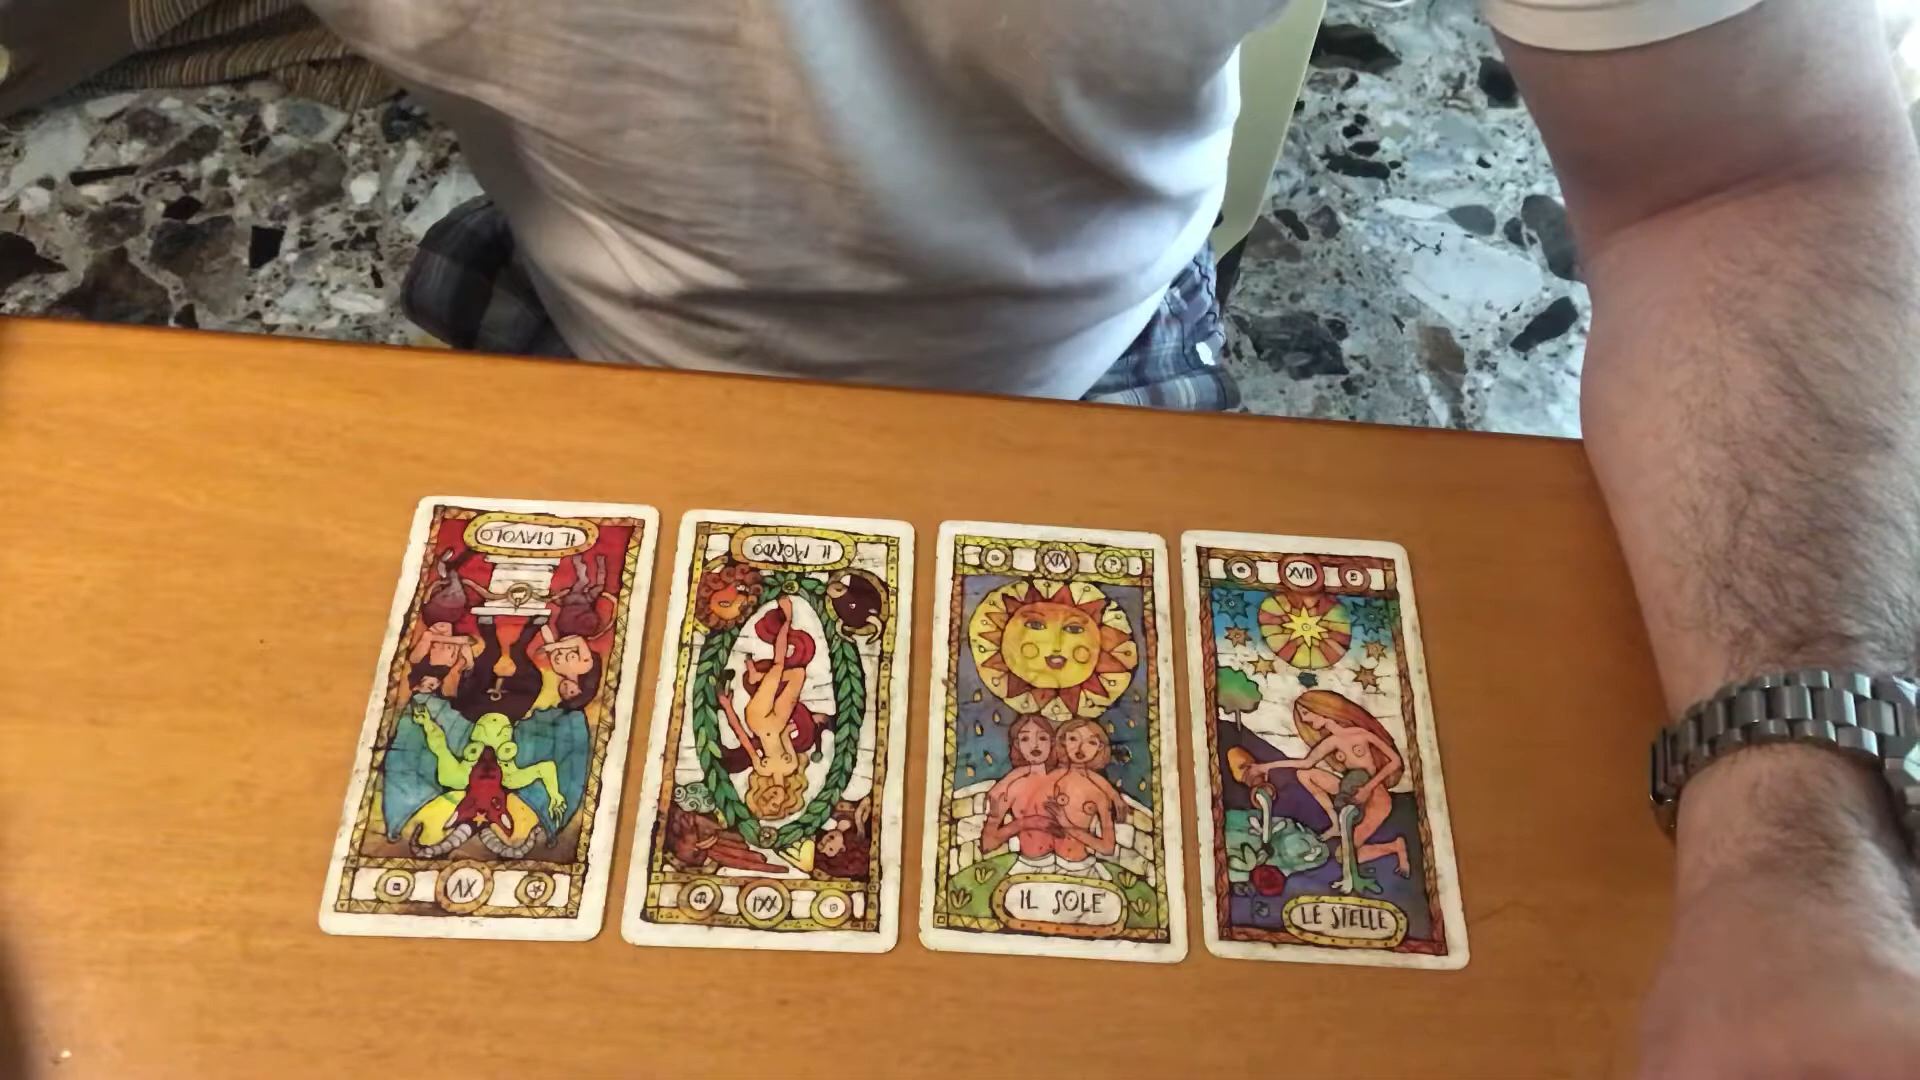 IL DIAVOLO
XV
IL MONDO
XXI
XIX
IL SOLE
XVII
LE STELLE